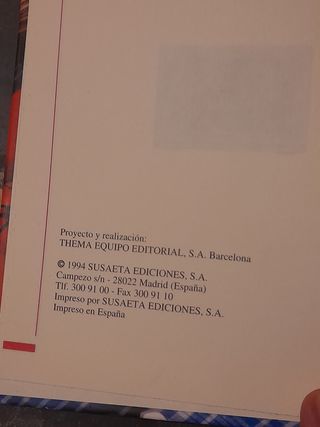 Proyecto y realización:
THEMA EQUIPO EDITORIAL, S.A. Barcelona
© 1994 SUSAETA EDICIONES, S.A.
Campezo s/n - 28022 Madrid (España)
Tlf. 300 91 00 - Fax 300 91 10
Impreso por SUSAETA EDICIONES, S.A.
Impreso en España